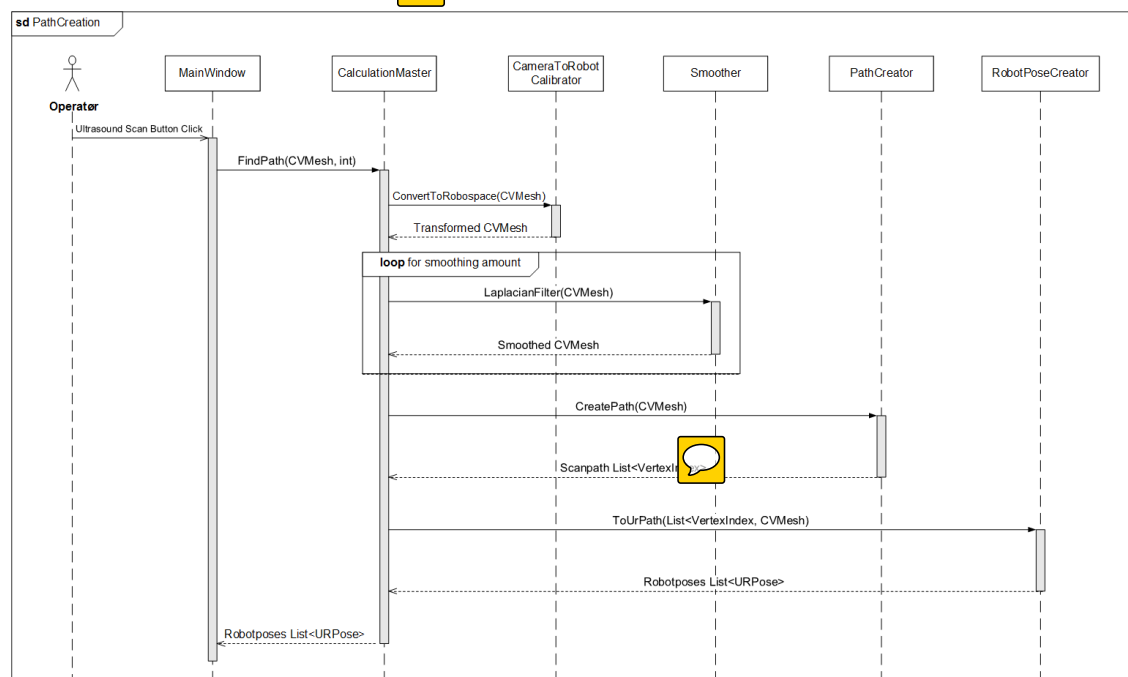 sd PathCreation
MainWindow
CalculationMaster
CameraToRobot
Calibrator
Smoother
PathCreator
RobotPoseCreator
Operatør
Ultrasound Scan Button Click
FindPath(CVMesh, int)
ConvertToRobospace(CVMesh)
Transformed CVMesh
loop for smoothing amount
LaplacianFilter(CVMesh)
Smoothed CVMesh
CreatePath(CVMesh)
Scanpath
ToUrPath(List<VertexIndex, CVMesh)
Robotposes List<URPose>
Robotposes List<URPose>